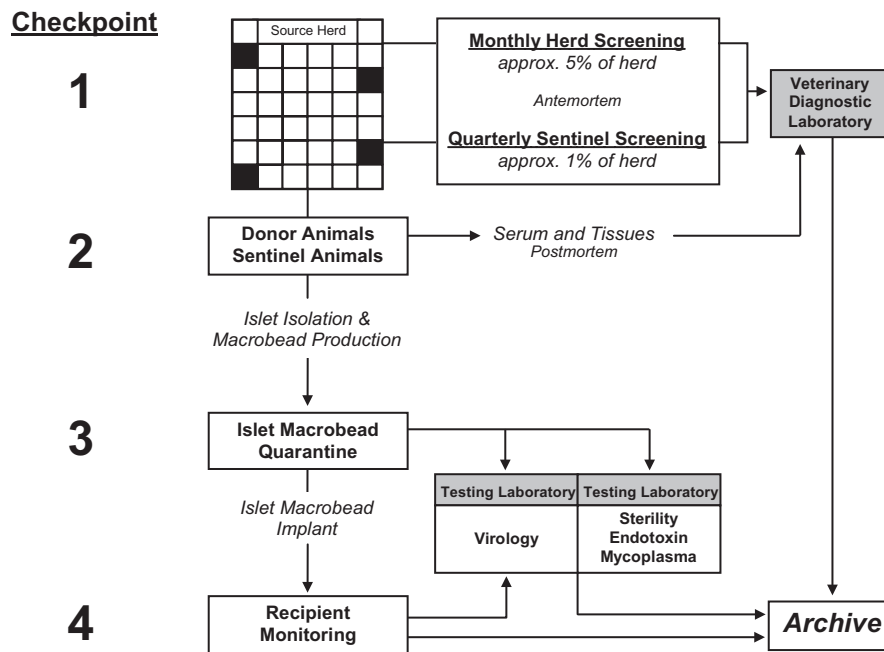 Checkpoint
Source Herd
1
Monthly Herd Screening
approx. 5% of herd
Antemortem
Quarterly Sentinel Screening
approx. 1% of herd
Veterinary
Diagnostic
Laboratory
2
Donor Animals
Sentinel Animals
Serum and Tissues
Postmortem
Islet Isolation &
Macrobead Production
3
Islet Macrobead
Quarantine
Testing Laboratory
Virology
Testing Laboratory
Sterility
Endotoxin
Mycoplasma
Islet Macrobead
Implant
4
Recipient
Monitoring
Archive